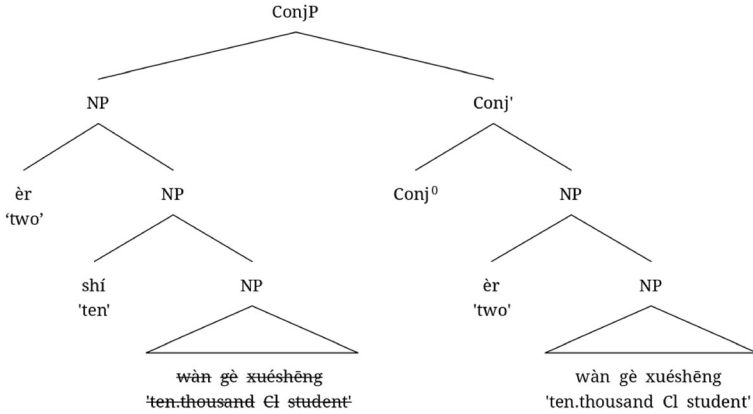 ConjP
NP Conj'
èr NP Conj⁰ NP
‘two’
shí NP èr NP
'ten' 'two'
wàn gè xuéshēng wàn gè xuéshēng
'ten.thousand Cl student' 'ten.thousand Cl student'